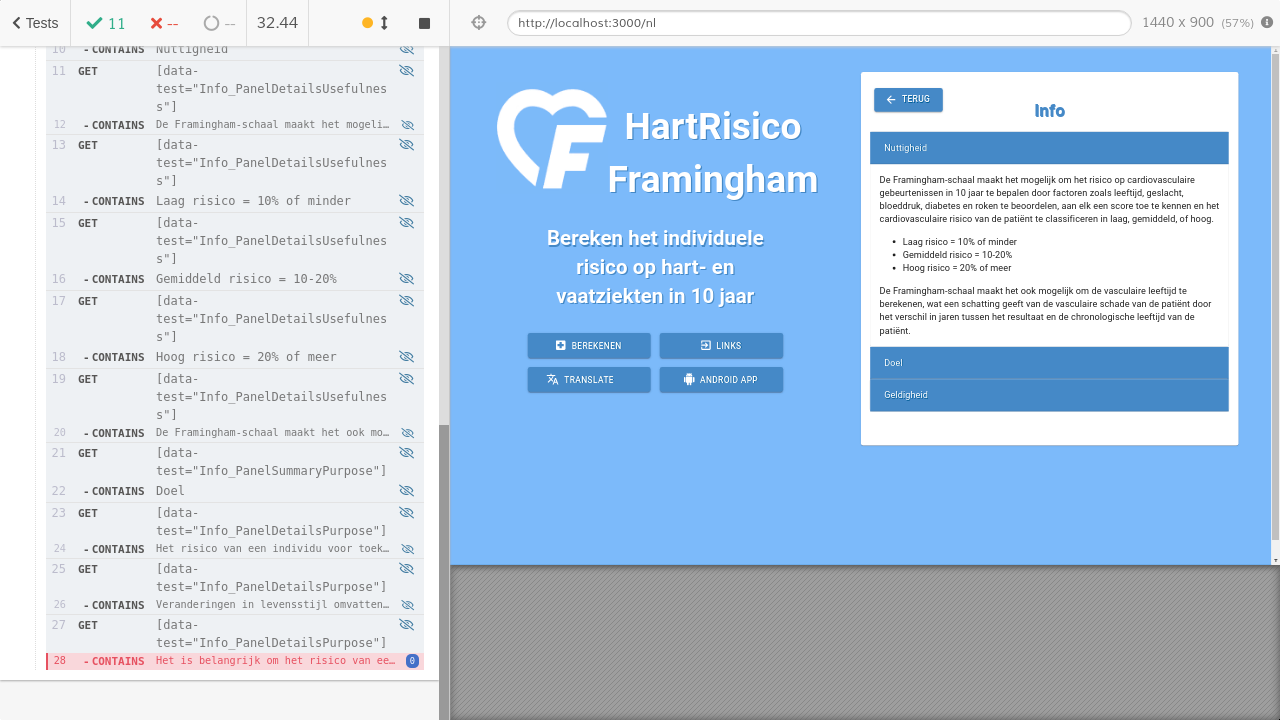 Tests
11
--
--
32.44
http://localhost:3000/nl
1440 x 900 (57%)
10 - CONTAINS Nuttigheid
11 GET [data-
test="Info_PanelDetailsUsefulnes
s"]
12 - CONTAINS De Framingham-schaal maakt het mogeli…
13 GET [data-
test="Info_PanelDetailsUsefulnes
s"]
14 - CONTAINS Laag risico = 10% of minder
15 GET [data-
test="Info_PanelDetailsUsefulnes
s"]
16 - CONTAINS Gemiddeld risico = 10-20%
17 GET [data-
test="Info_PanelDetailsUsefulnes
s"]
18 - CONTAINS Hoog risico = 20% of meer
19 GET [data-
test="Info_PanelDetailsUsefulnes
s"]
20 - CONTAINS De Framingham-schaal maakt het ook mo…
21 GET [data-
test="Info_PanelSummaryPurpose"]
22 - CONTAINS Doel
23 GET [data-
test="Info_PanelDetailsPurpose"]
24 - CONTAINS Het risico van een individu voor toek…
25 GET [data-
test="Info_PanelDetailsPurpose"]
26 - CONTAINS Veranderingen in levensstijl omvatten…
27 GET [data-
test="Info_PanelDetailsPurpose"]
28 - CONTAINS Het is belangrijk om het risico van ee… 0
F
HartRisico
Framingham
Bereken het individuele
risico op hart- en
vaatziekten in 10 jaar
BEREKENEN
LINKS
TRANSLATE
ANDROID APP
TERUG
Info
Nuttigheid
De Framingham-schaal maakt het mogelijk om het risico op cardiovasculaire
gebeurtenissen in 10 jaar te bepalen door factoren zoals leeftijd, geslacht,
bloeddruk, diabetes en roken te beoordelen, aan elk een score toe te kennen en het
cardiovasculaire risico van de patiënt te classificeren in laag, gemiddeld, of hoog.
• Laag risico = 10% of minder
• Gemiddeld risico = 10-20%
• Hoog risico = 20% of meer
De Framingham-schaal maakt het ook mogelijk om de vasculaire leeftijd te
berekenen, wat een schatting geeft van de vasculaire schade van de patiënt door
het verschil in jaren tussen het resultaat en de chronologische leeftijd van de
patiënt.
Doel
Geldigheid